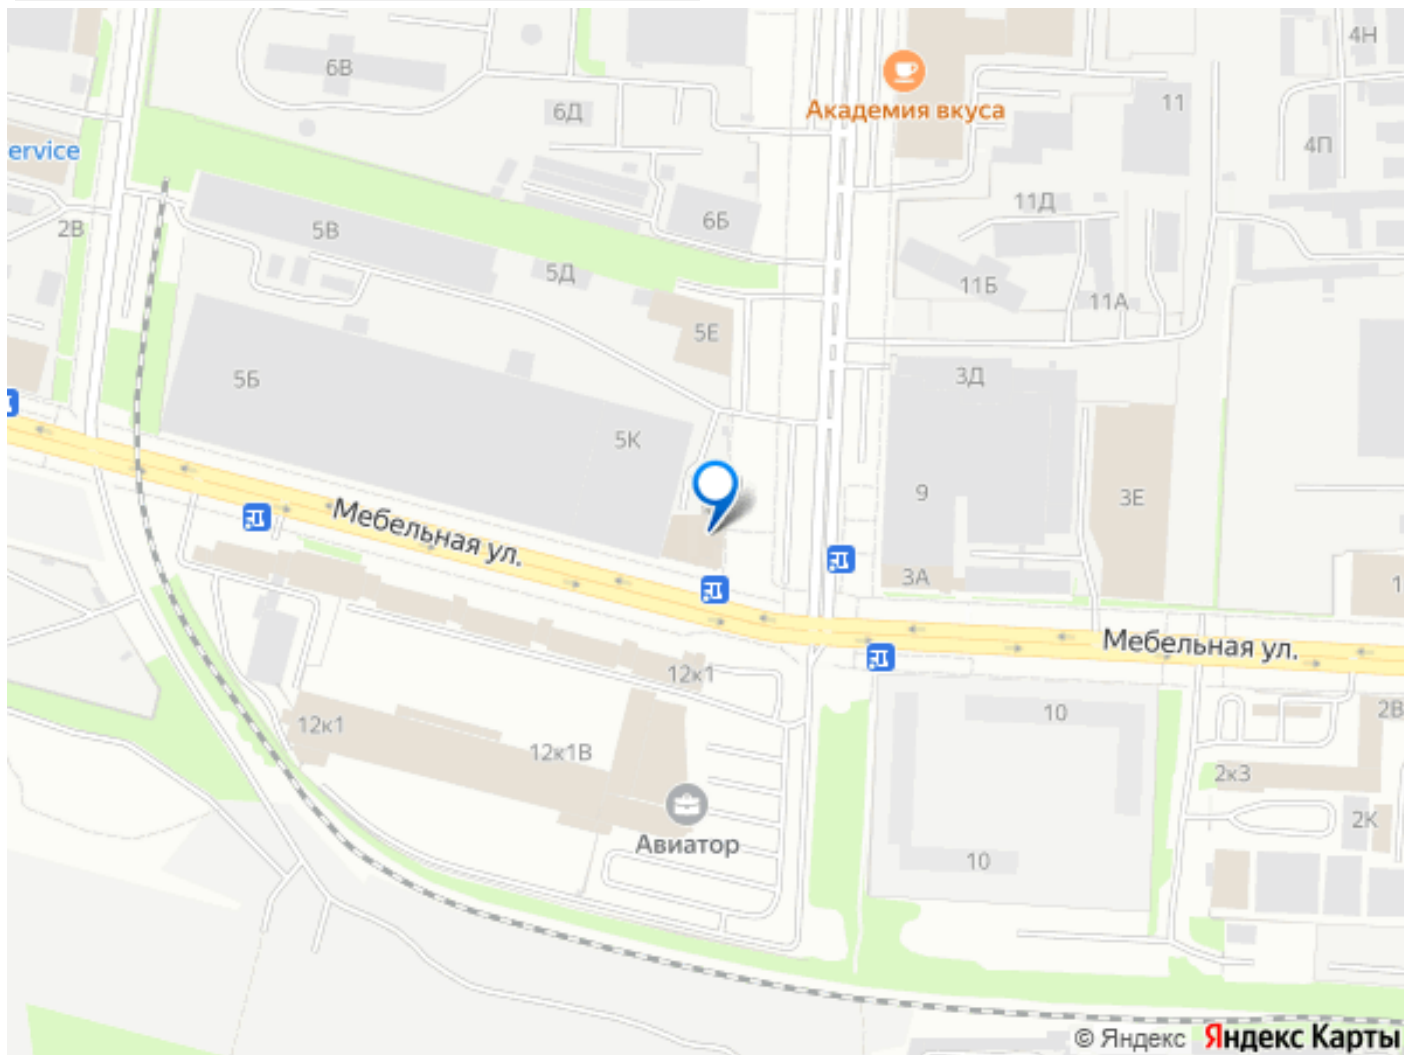 4Н
6В
Академия вкуса
11
6Д
ervice
4П
11Д
6Б
2В
5В
5Д
11Б
11А
5Е
5Б
3Д
5К
9
3Е
Мебельная ул.
3А
1
Мебельная ул.
12к1
2В
10
12к1
12к1В
2к3
2К
Авиатор
10
© Яндекс Яндекс Карты